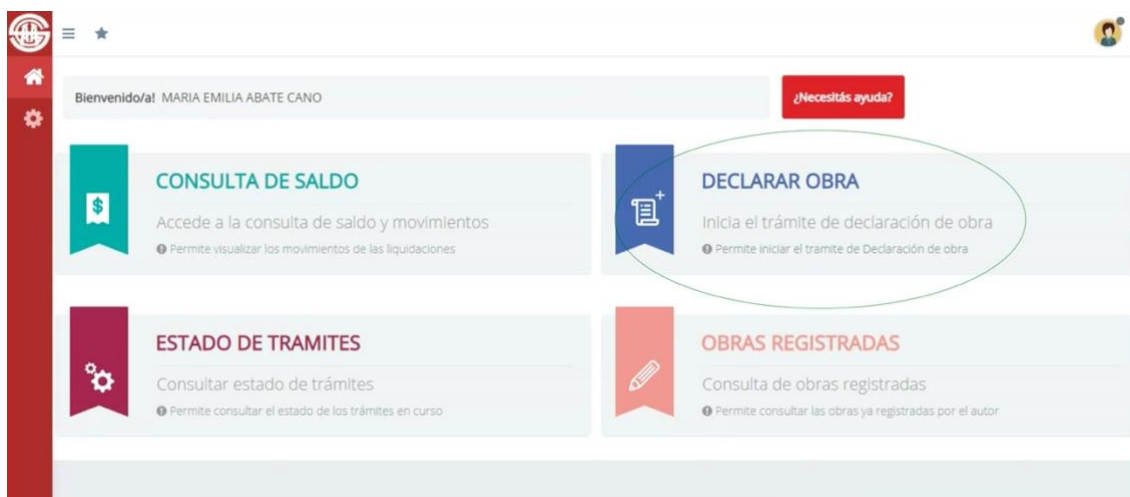 Bienvenido/a! MARIA EMILIA ABATE CANO
¿Necesitás ayuda?
CONSULTA DE SALDO
Accede a la consulta de saldo y movimientos
Permite visualizar los movimientos de las liquidaciones
DECLARAR OBRA
Inicia el trámite de declaración de obra
Permite iniciar el tramite de Declaración de obra
ESTADO DE TRAMITES
Consultar estado de trámites
Permite consultar el estado de los trámites en curso
OBRAS REGISTRADAS
Consulta de obras registradas
Permite consultar las obras ya registradas por el autor